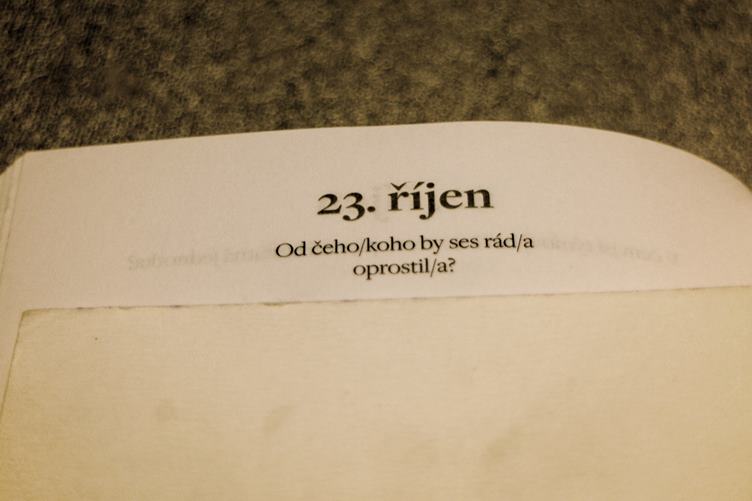 23. říjen
Od čeho/koho by ses rád/a
oprostil/a?